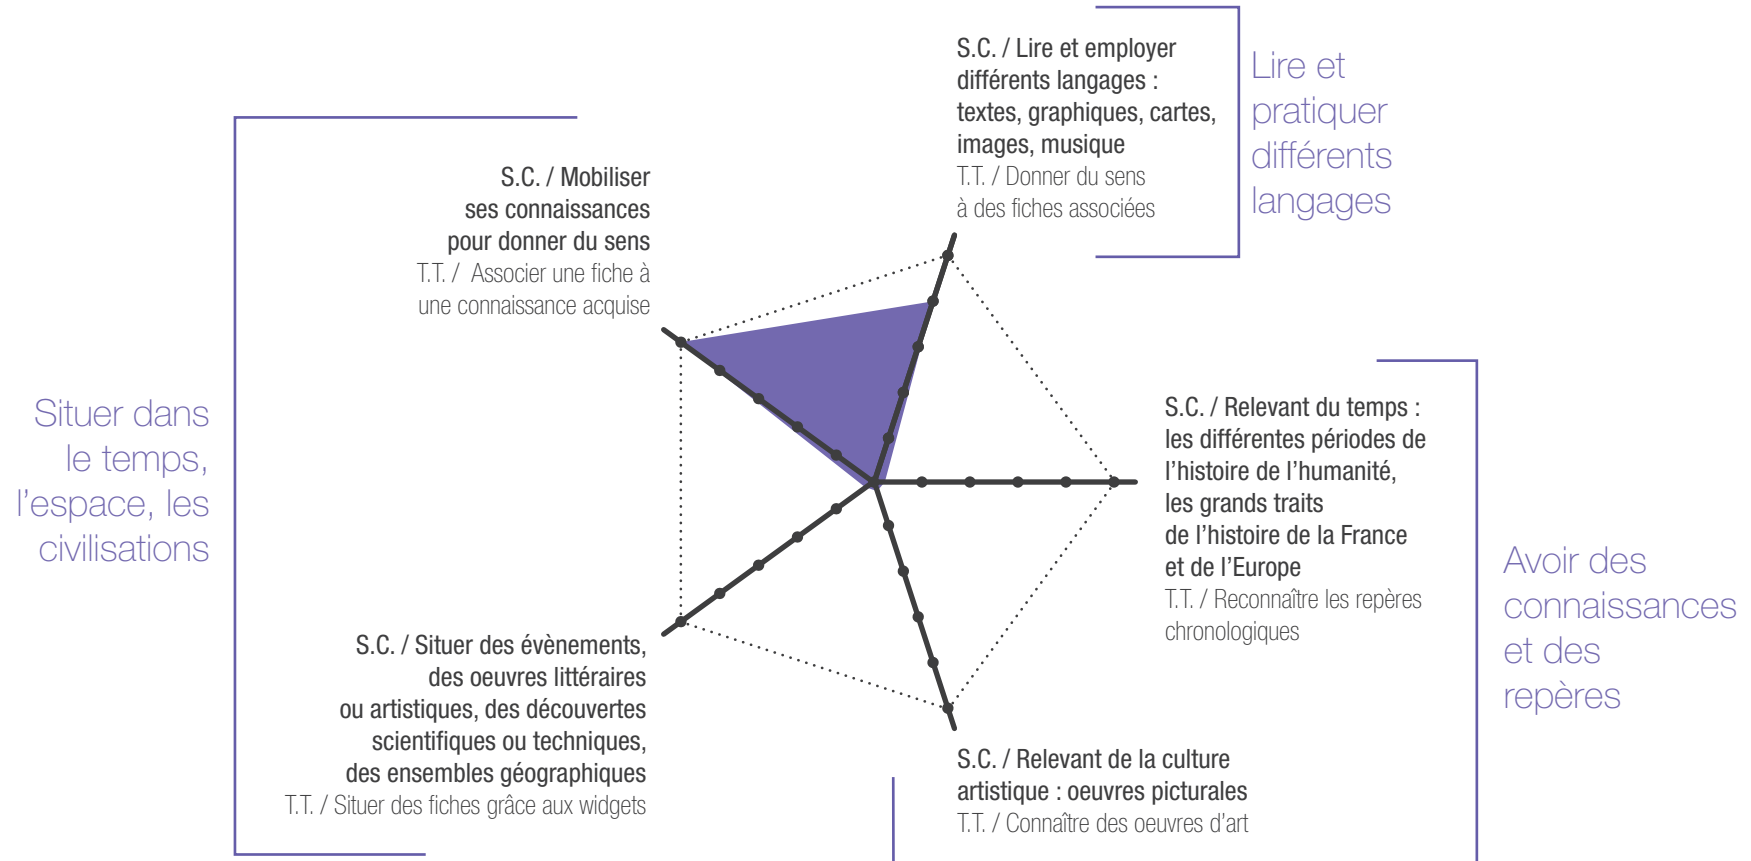 S.C. / Lire et employer
différents langages :
textes, graphiques, cartes,
images, musique
T.T. / Donner du sens
à des fiches associées
Lire et
pratiquer
différents
langages
S.C. / Mobiliser
ses connaissances
pour donner du sens
T.T. /  Associer une fiche à
une connaissance acquise
Situer dans
le temps,
l'espace, les
civilisations
S.C. / Relevant du temps :
les différentes périodes de
l'histoire de l'humanité,
les grands traits
de l'histoire de la France
et de l'Europe
T.T. / Reconnaître les repères
chronologiques
Avoir des
connaissances
et des
repères
S.C. / Situer des évènements,
des oeuvres littéraires
ou artistiques, des découvertes
scientifiques ou techniques,
des ensembles géographiques
T.T. / Situer des fiches grâce aux widgets
S.C. / Relevant de la culture
artistique : oeuvres picturales
T.T. / Connaître des oeuvres d'art